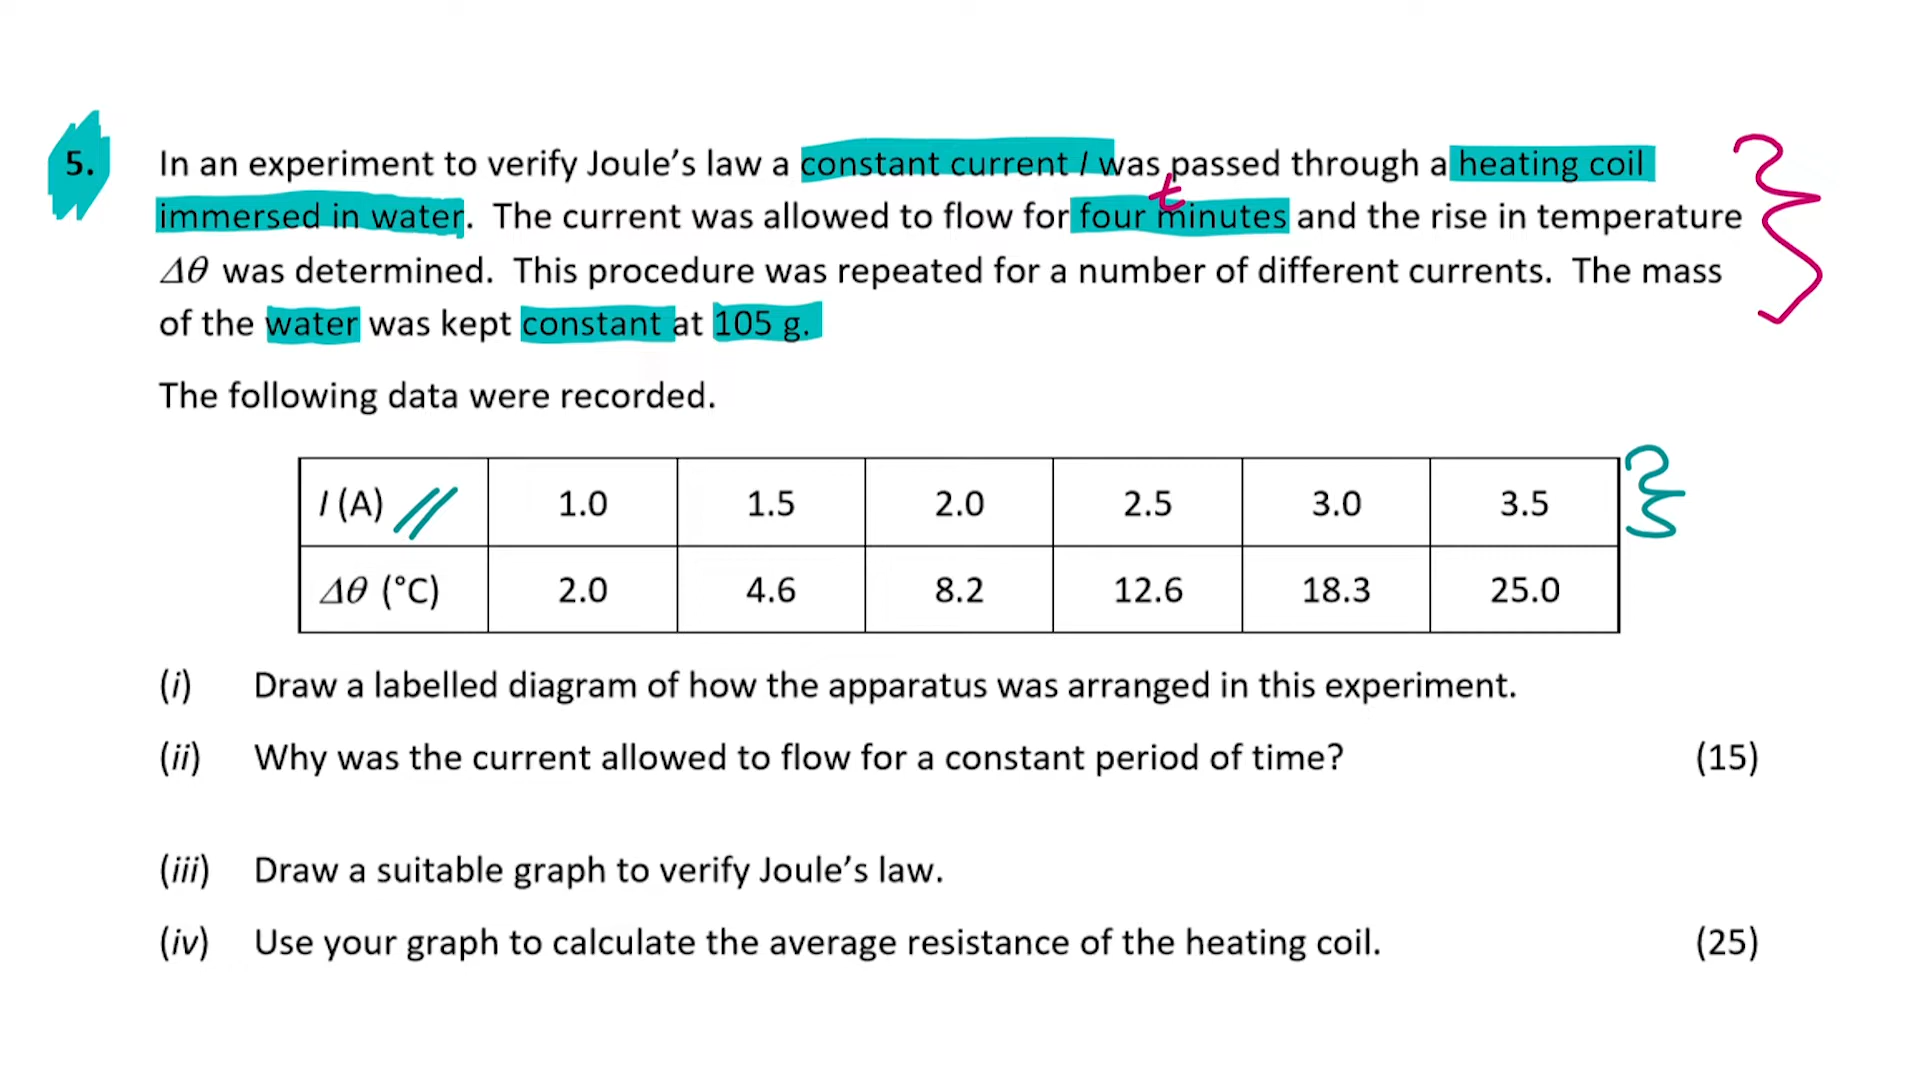 5. In an experiment to verify Joule’s law a constant current I was passed through a heating coil
t
immersed in water. The current was allowed to flow for four minutes and the rise in temperature
Δθ was determined. This procedure was repeated for a number of different currents. The mass
of the water was kept constant at 105 g.
The following data were recorded.
I (A) 1.0 1.5 2.0 2.5 3.0 3.5
Δθ (°C) 2.0 4.6 8.2 12.6 18.3 25.0
(i) Draw a labelled diagram of how the apparatus was arranged in this experiment.
(ii) Why was the current allowed to flow for a constant period of time? (15)
(iii) Draw a suitable graph to verify Joule’s law.
(iv) Use your graph to calculate the average resistance of the heating coil. (25)